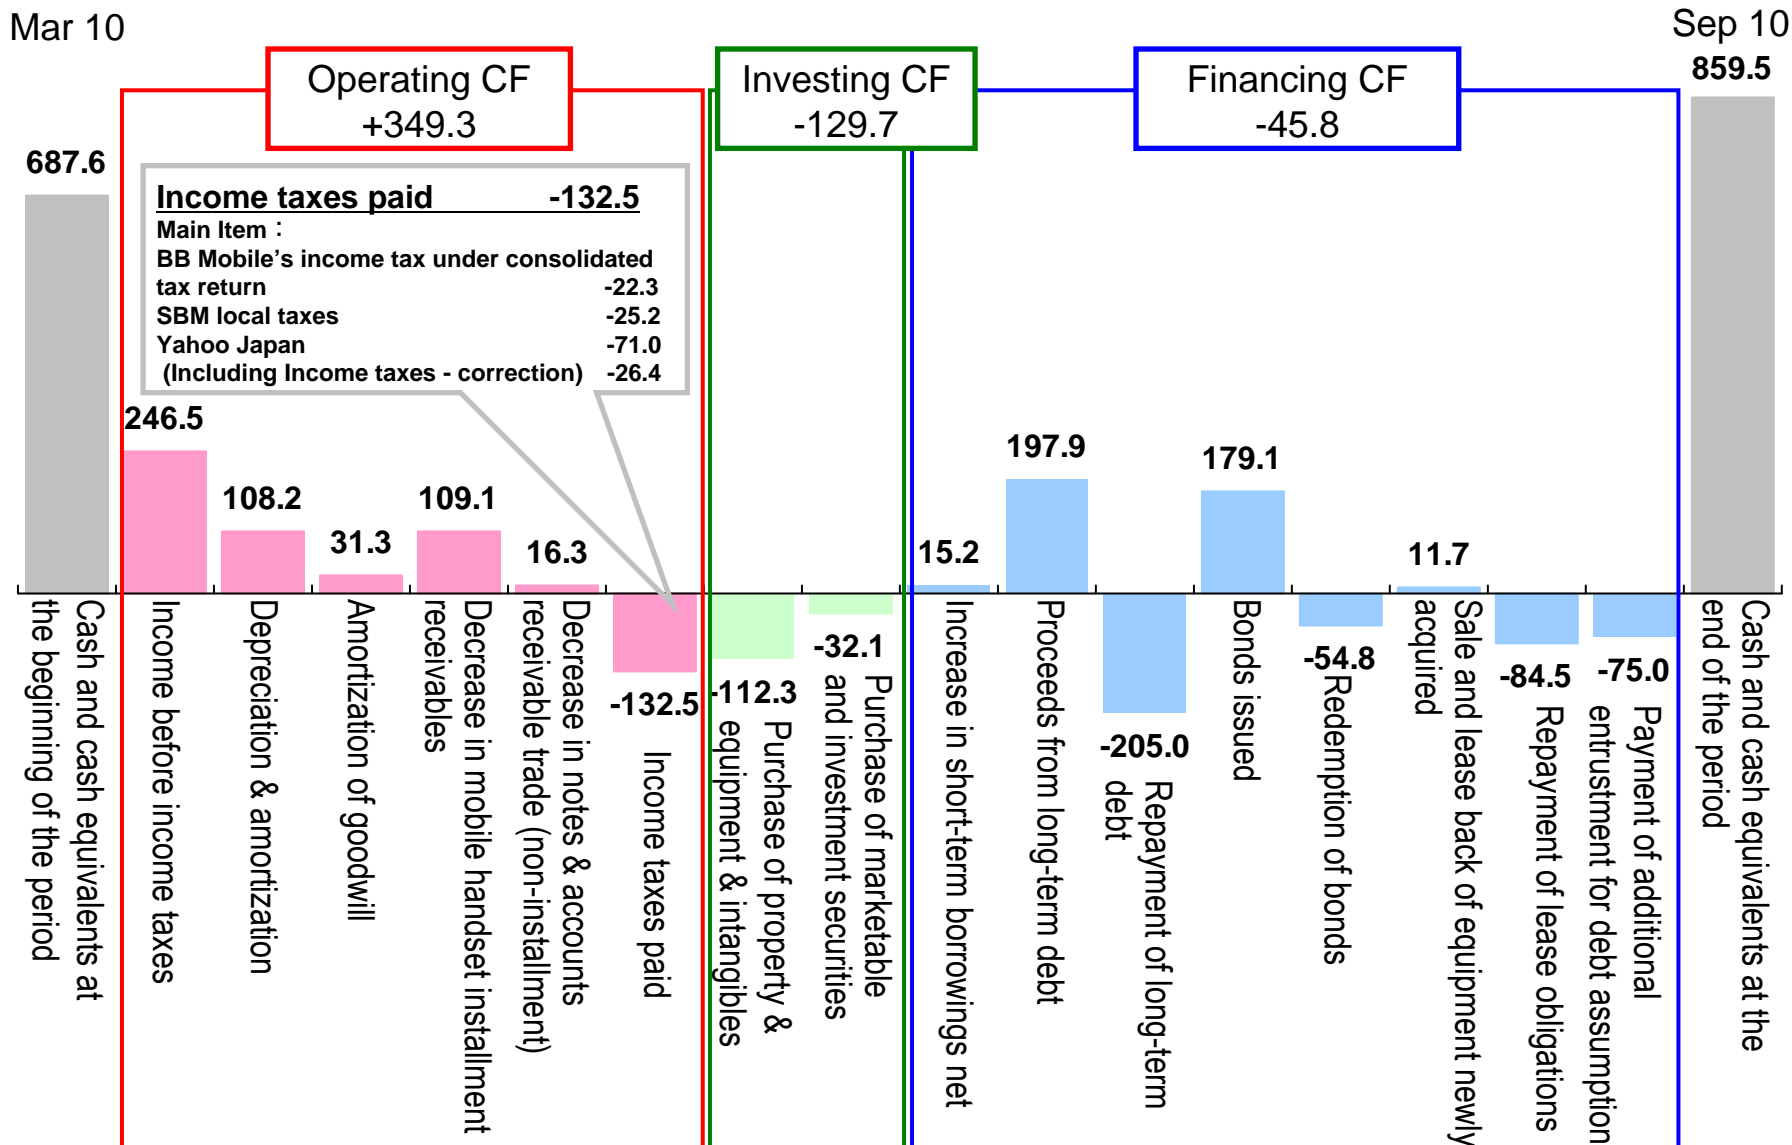 Mar 10
Sep 10
Operating CF
+349.3
Investing CF
-129.7
Financing CF
-45.8
687.6
859.5
Income taxes paid -132.5
Main Item：
BB Mobile's income tax under consolidated
tax return -22.3
SBM local taxes -25.2
Yahoo Japan -71.0
(Including Income taxes - correction) -26.4
246.5
108.2
31.3
109.1
16.3
-132.5
-112.3
-32.1
15.2
197.9
-205.0
179.1
-54.8
11.7
-84.5
-75.0
Cash and cash equivalents at
the beginning of the period
Income before income taxes
Depreciation & amortization
Amortization of goodwill
Decrease in mobile handset installment
receivables
Decrease in notes & accounts
receivable trade (non-installment)
Income taxes paid
Purchase of property &
equipment & intangibles
Purchase of marketable
and investment securities
Increase in short-term borrowings net
Proceeds from long-term debt
Repayment of long-term
debt
Bonds issued
Redemption of bonds
Sale and lease back of equipment newly
acquired
Repayment of lease obligations
Payment of additional
entrustment for debt assumption
Cash and cash equivalents at the
end of the period